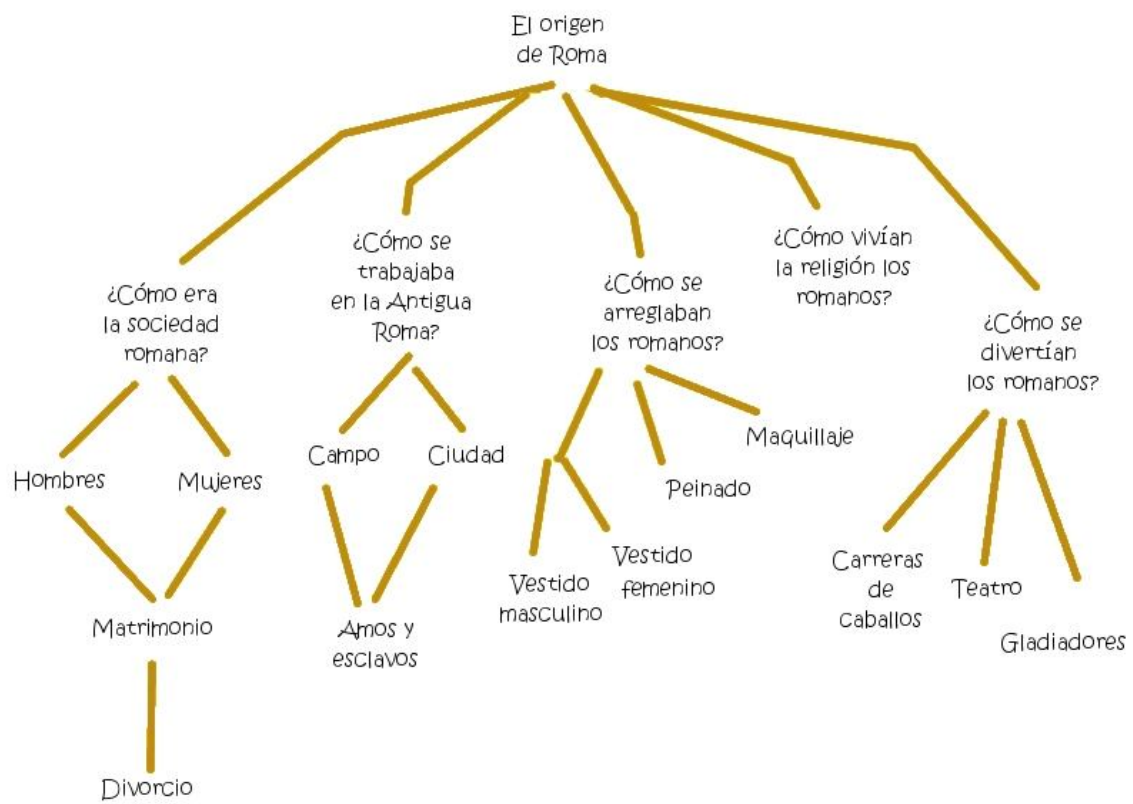 El origen
de Roma
¿Cómo era
la sociedad
romana?
Hombres
Mujeres
Matrimonio
Divorcio
¿Cómo se
trabajaba
en la Antigua
Roma?
Campo
Ciudad
Amos y
esclavos
¿Cómo se
arreglaban
los romanos?
Vestido
masculino
Vestido
femenino
Peinado
Maquillaje
¿Cómo vivían
la religión los
romanos?
¿Cómo se
divertían
los romanos?
Carreras
de
caballos
Teatro
Gladiadores